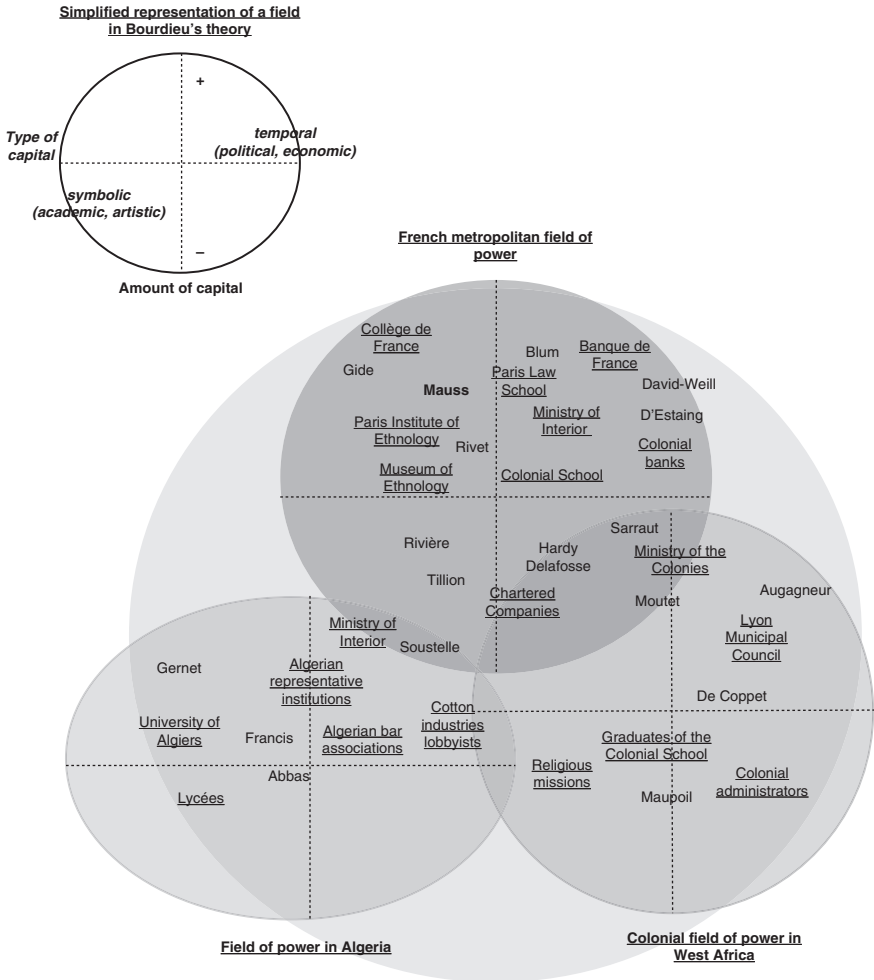 Simplified representation of a field
in Bourdieu's theory
+
Type of
capital
temporal
(political, economic)
symbolic
(academic, artistic)
–
Amount of capital
French metropolitan field of
power
Collège de
France
Gide
Mauss
Blum
Paris Law
School
Banque de
France
David-Weill
Paris Institute of
Ethnology
Rivet
Ministry of
Interior
D'Estaing
Colonial
banks
Museum of
Ethnology
Colonial School
Rivière
Tillion
Hardy
Delafosse
Chartered
Companies
Sarraut
Ministry of the
Colonies
Moutet
Augagneur
Lyon
Municipal
Council
De Coppet
Ministry of
Interior
Soustelle
Gernet
Algerian
representative
institutions
University of
Algiers
Francis
Algerian bar
associations
Cotton
industries
lobbyists
Abbas
Lycées
Graduates of the
Colonial School
Religious
missions
Maupoil
Colonial
administrators
Field of power in Algeria
Colonial field of power in
West Africa